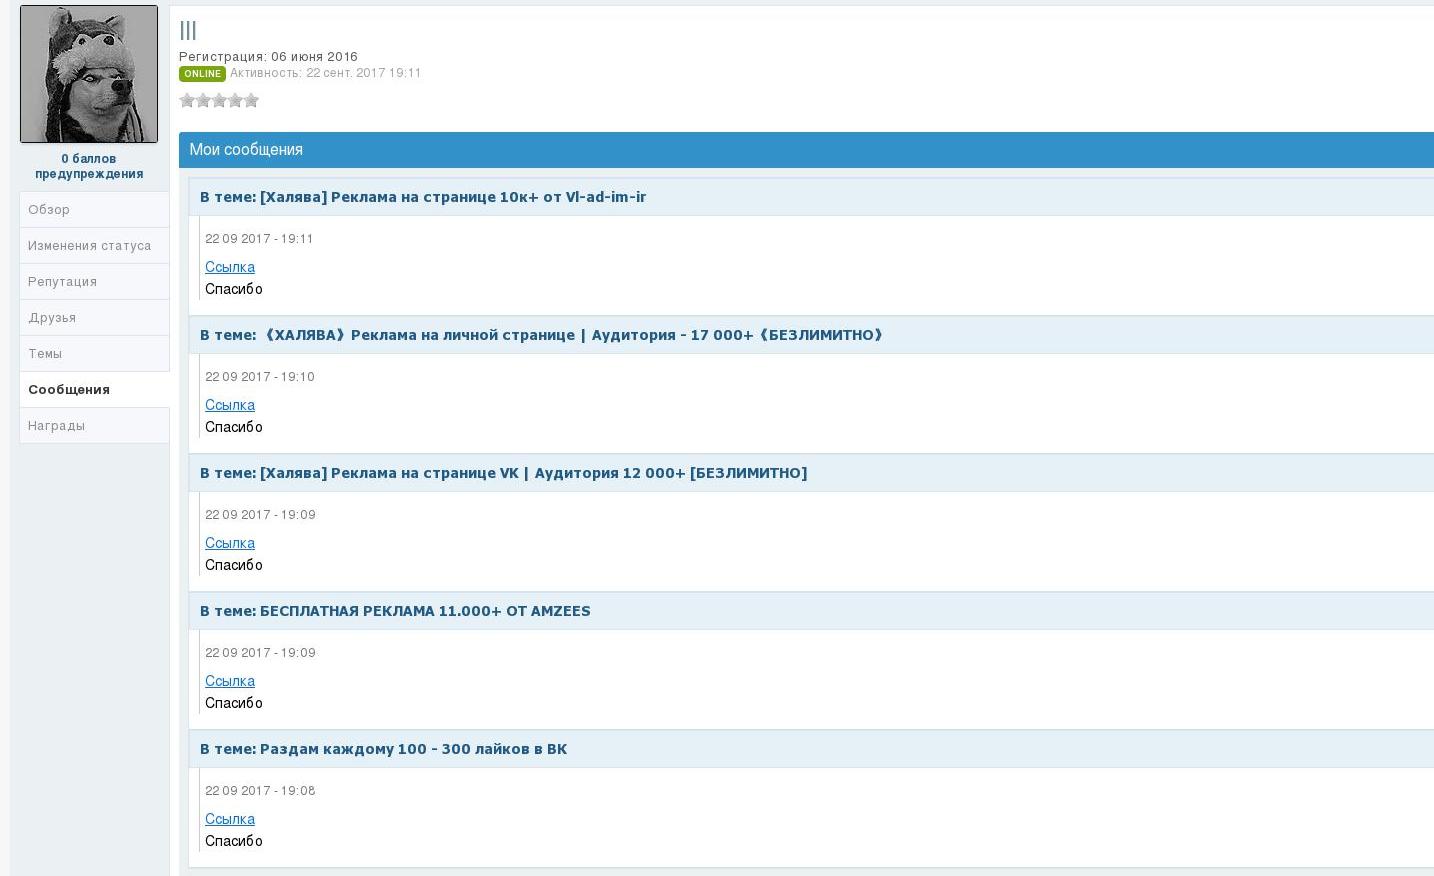 |||
Регистрация: 06 июня 2016
ONLINE Активность: 22 сент. 2017 19:11
0 баллов
предупреждения
Обзор
Изменения статуса
Репутация
Друзья
Темы
Сообщения
Награды
Мои сообщения
В теме: [Халява] Реклама на странице 10к+ от Vl-ad-im-ir
22 09 2017 - 19:11
Ссылка
Спасибо
В теме: 《ХАЛЯВА》Реклама на личной странице | Аудитория - 17 000+《БЕЗЛИМИТНО》
22 09 2017 - 19:10
Ссылка
Спасибо
В теме: [Халява] Реклама на странице VK | Аудитория 12 000+ [БЕЗЛИМИТНО]
22 09 2017 - 19:09
Ссылка
Спасибо
В теме: БЕСПЛАТНАЯ РЕКЛАМА 11.000+ ОТ AMZEES
22 09 2017 - 19:09
Ссылка
Спасибо
В теме: Раздам каждому 100 - 300 лайков в ВК
22 09 2017 - 19:08
Ссылка
Спасибо